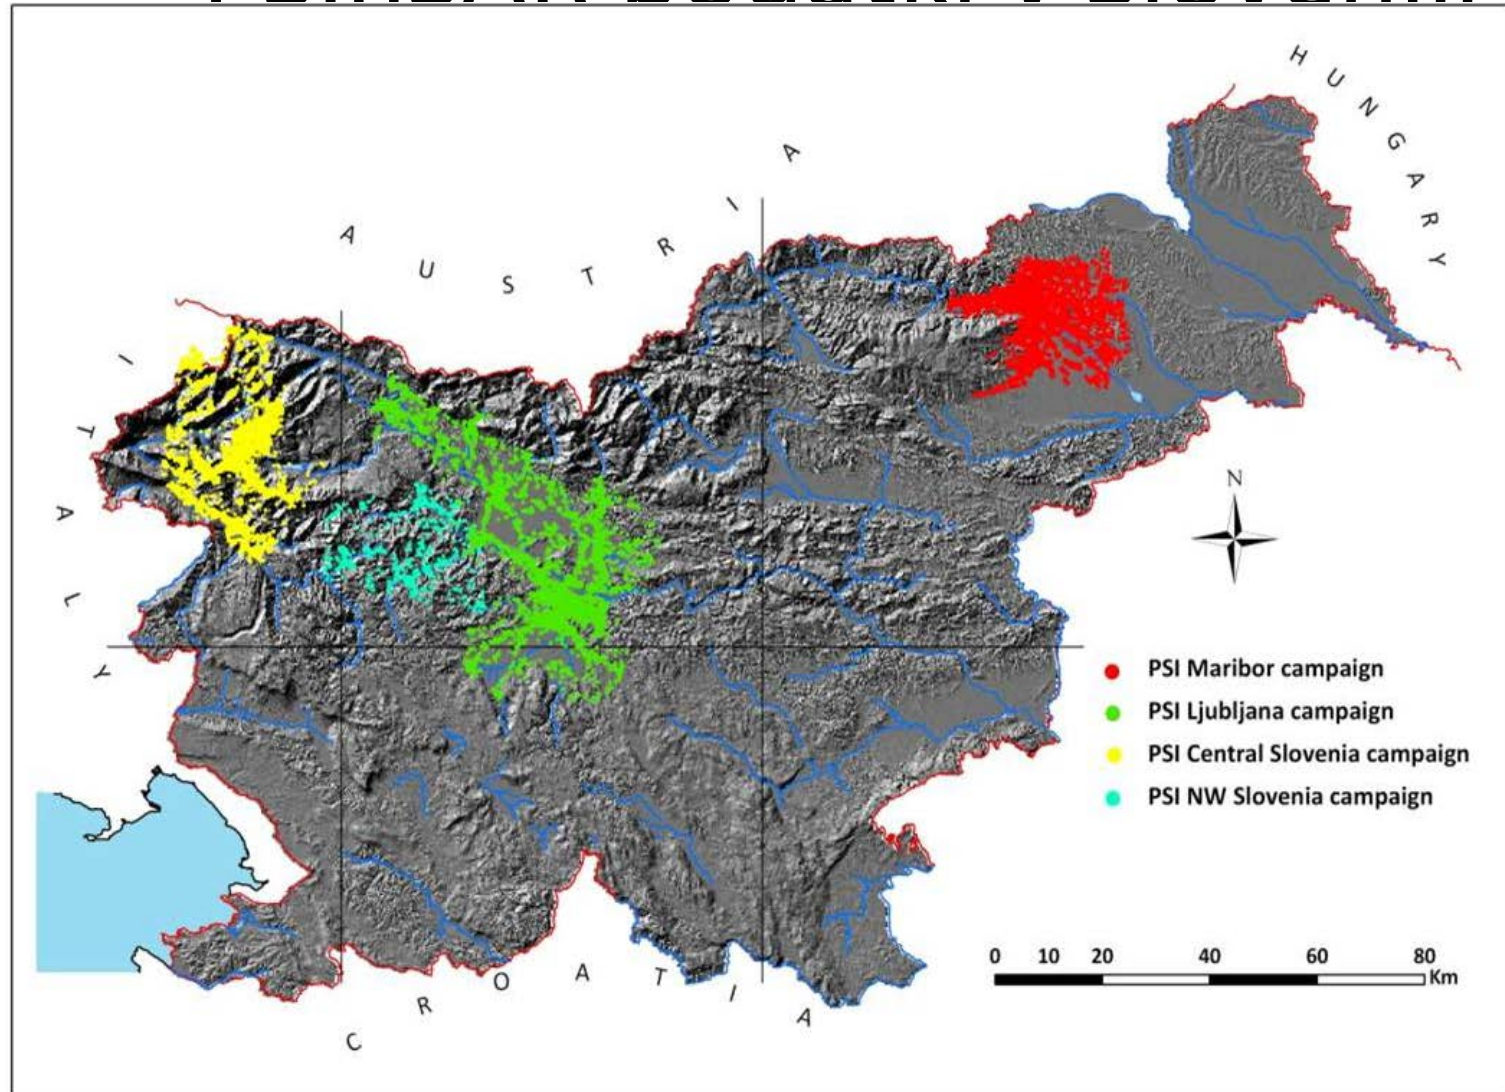 HUNGARY
AUSTRIA
ITALY
N
PSI Maribor campaign
PSI Ljubljana campaign
PSI Central Slovenia campaign
PSI NW Slovenia campaign
0 10 20 40 60 80
Km
CROATIA